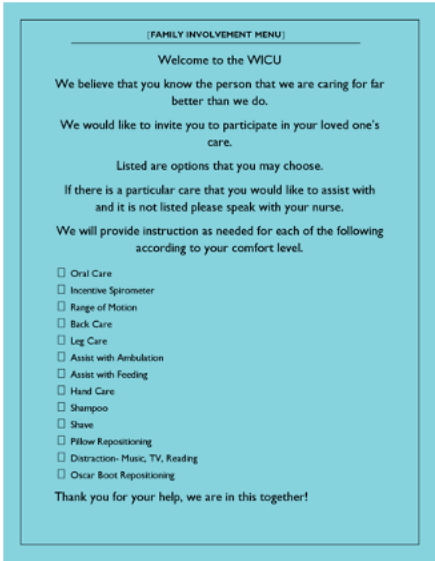 [FAMILY INVOLVEMENT MENU]
Welcome to the WICU
We believe that you know the person that we are caring for far
better than we do.
We would like to invite you to participate in your loved one's
care.
Listed are options that you may choose.
If there is a particular care that you would like to assist with
and it is not listed please speak with your nurse.
We will provide instruction as needed for each of the following
according to your comfort level.
☐ Oral Care
☐ Incentive Spirometer
☐ Range of Motion
☐ Back Care
☐ Leg Care
☐ Assist with Ambulation
☐ Assist with Feeding
☐ Hand Care
☐ Shampoo
☐ Shave
☐ Pillow Repositioning
☐ Distraction- Music, TV, Reading
☐ Oscar Boot Repositioning
Thank you for your help, we are in this together!